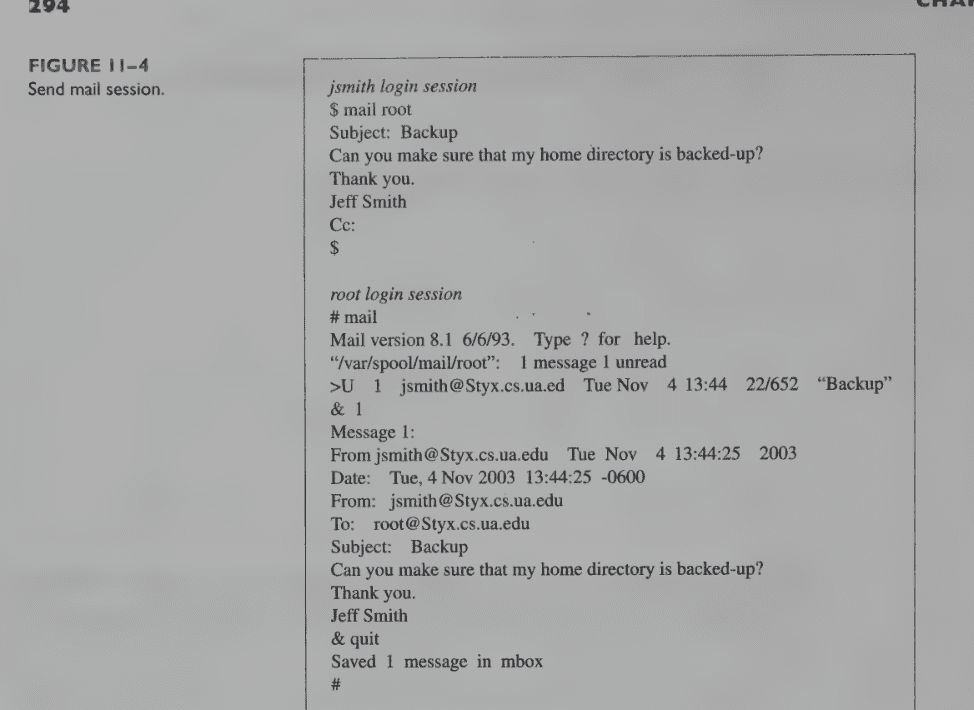 294
FIGURE 11–4
Send mail session.
jsmith login session
$ mail root
Subject: Backup
Can you make sure that my home directory is backed-up?
Thank you.
Jeff Smith
Cc:
$
root login session
# mail
Mail version 8.1 6/6/93. Type ? for help.
“/var/spool/mail/root”: 1 message 1 unread
>U 1 jsmith@Styx.cs.ua.ed Tue Nov 4 13:44 22/652 “Backup”
& 1
Message 1:
From jsmith@Styx.cs.ua.edu Tue Nov 4 13:44:25 2003
Date: Tue, 4 Nov 2003 13:44:25 -0600
From: jsmith@Styx.cs.ua.edu
To: root@Styx.cs.ua.edu
Subject: Backup
Can you make sure that my home directory is backed-up?
Thank you.
Jeff Smith
& quit
Saved 1 message in mbox
#